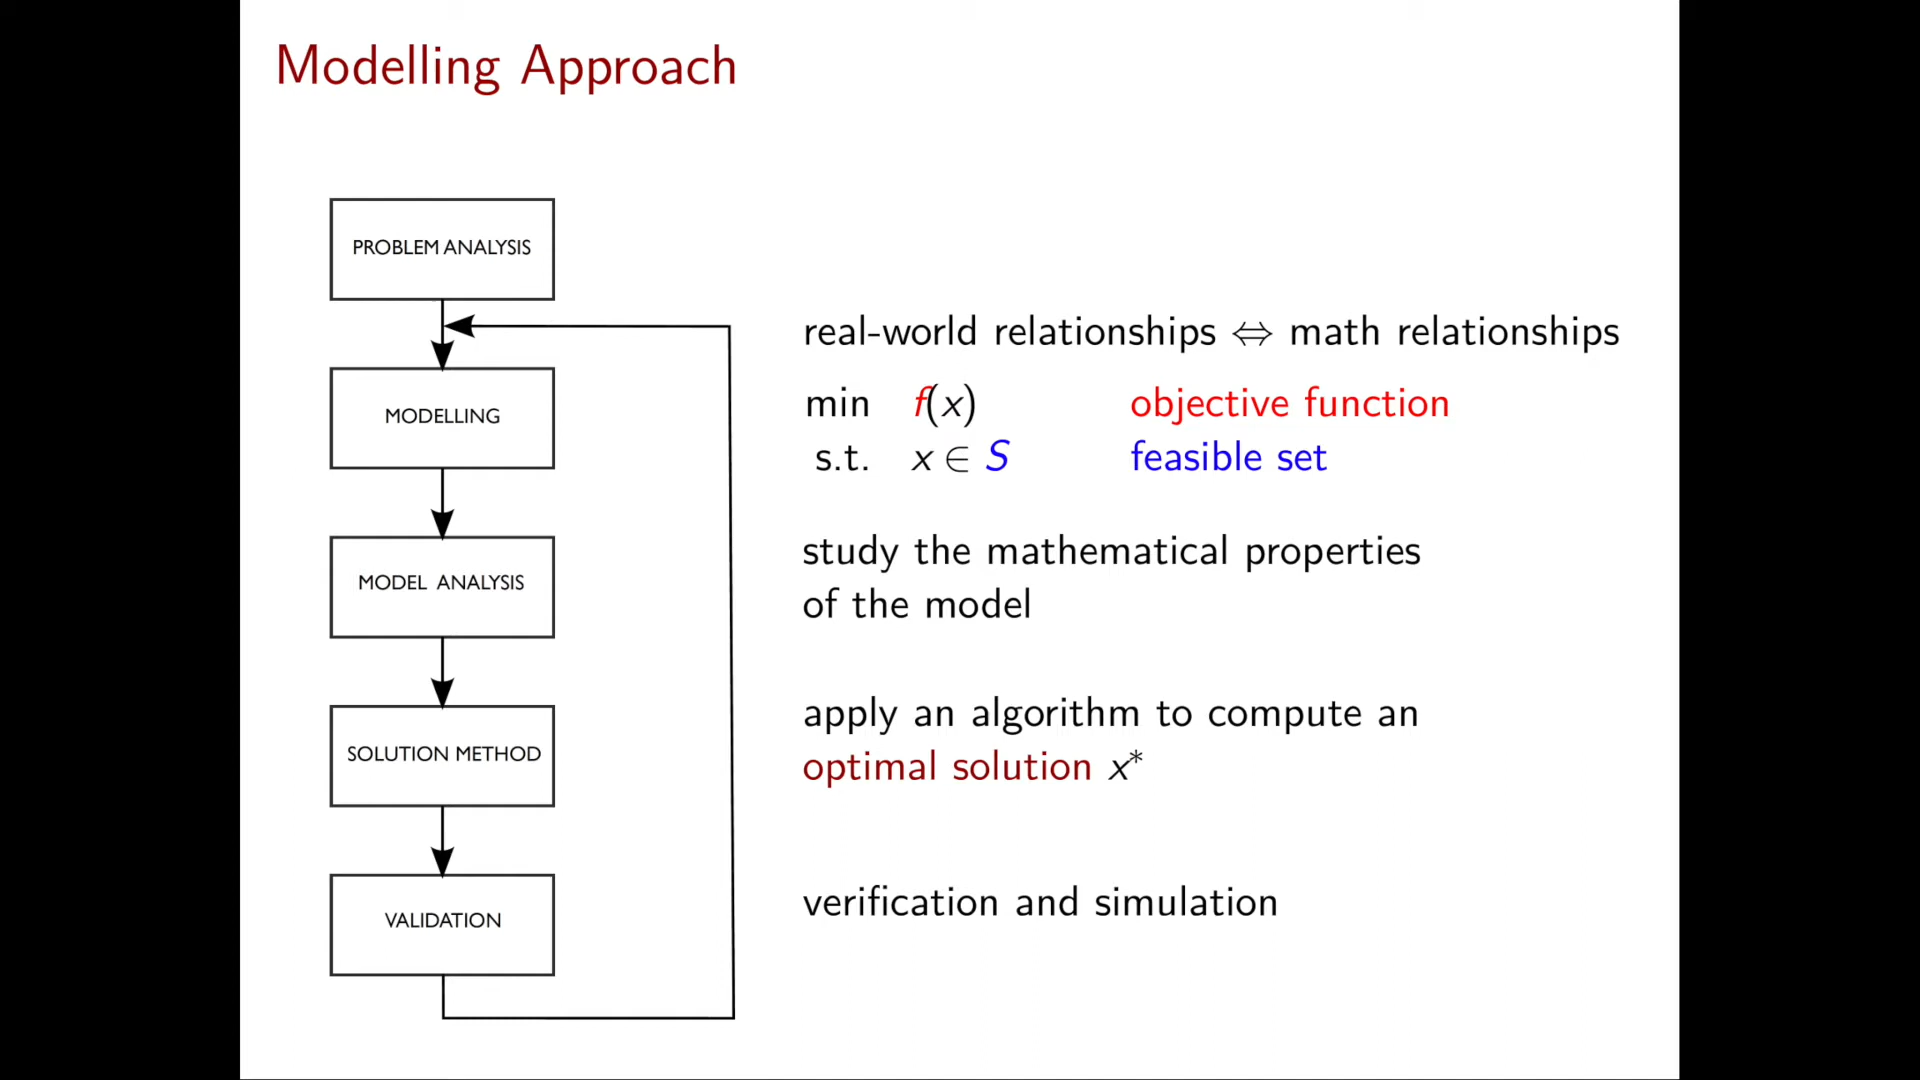 Modelling Approach
PROBLEM ANALYSIS
real-world relationships ⇔ math relationships
MODELLING
min f(x) objective function
s.t. x ∈ S feasible set
MODEL ANALYSIS
study the mathematical properties
of the model
SOLUTION METHOD
apply an algorithm to compute an
optimal solution x*
VALIDATION
verification and simulation